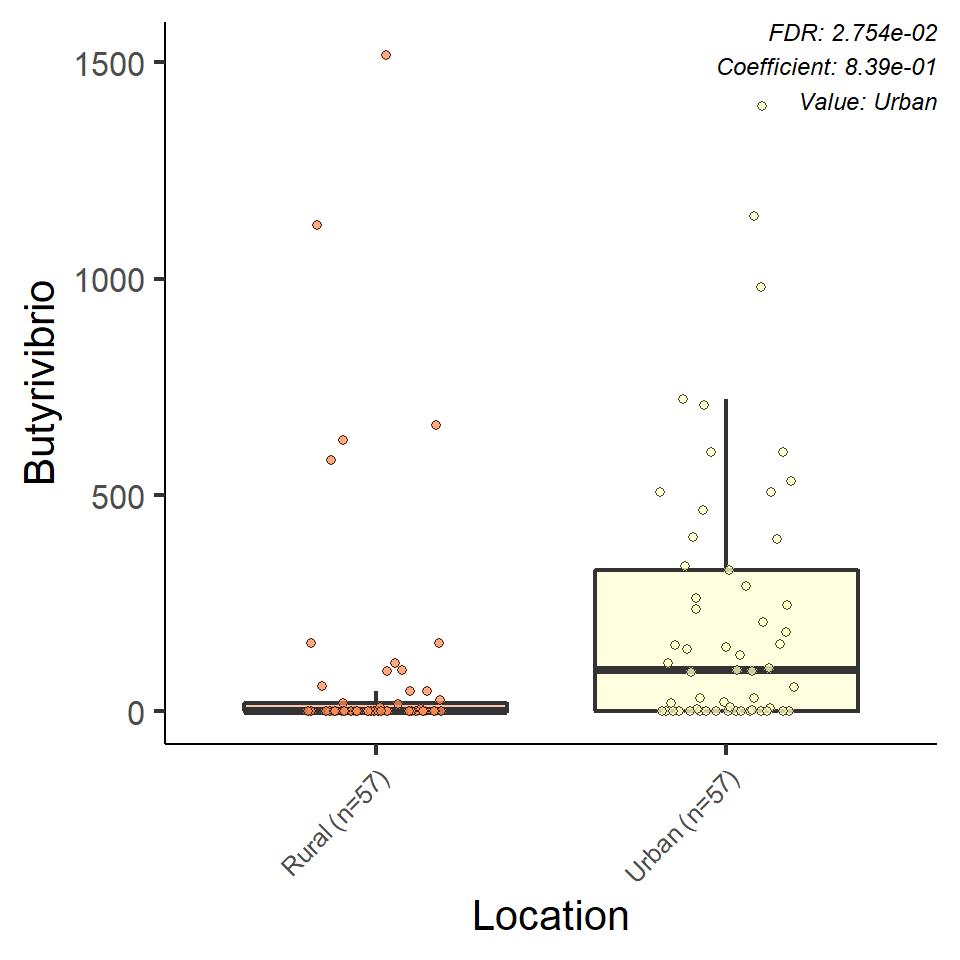 FDR: 2.754e-02
Coefficient: 8.39e-01
Value: Urban
1500
1000
500
0
Butyrivibrio
Rural (n=57)
Urban (n=57)
Location